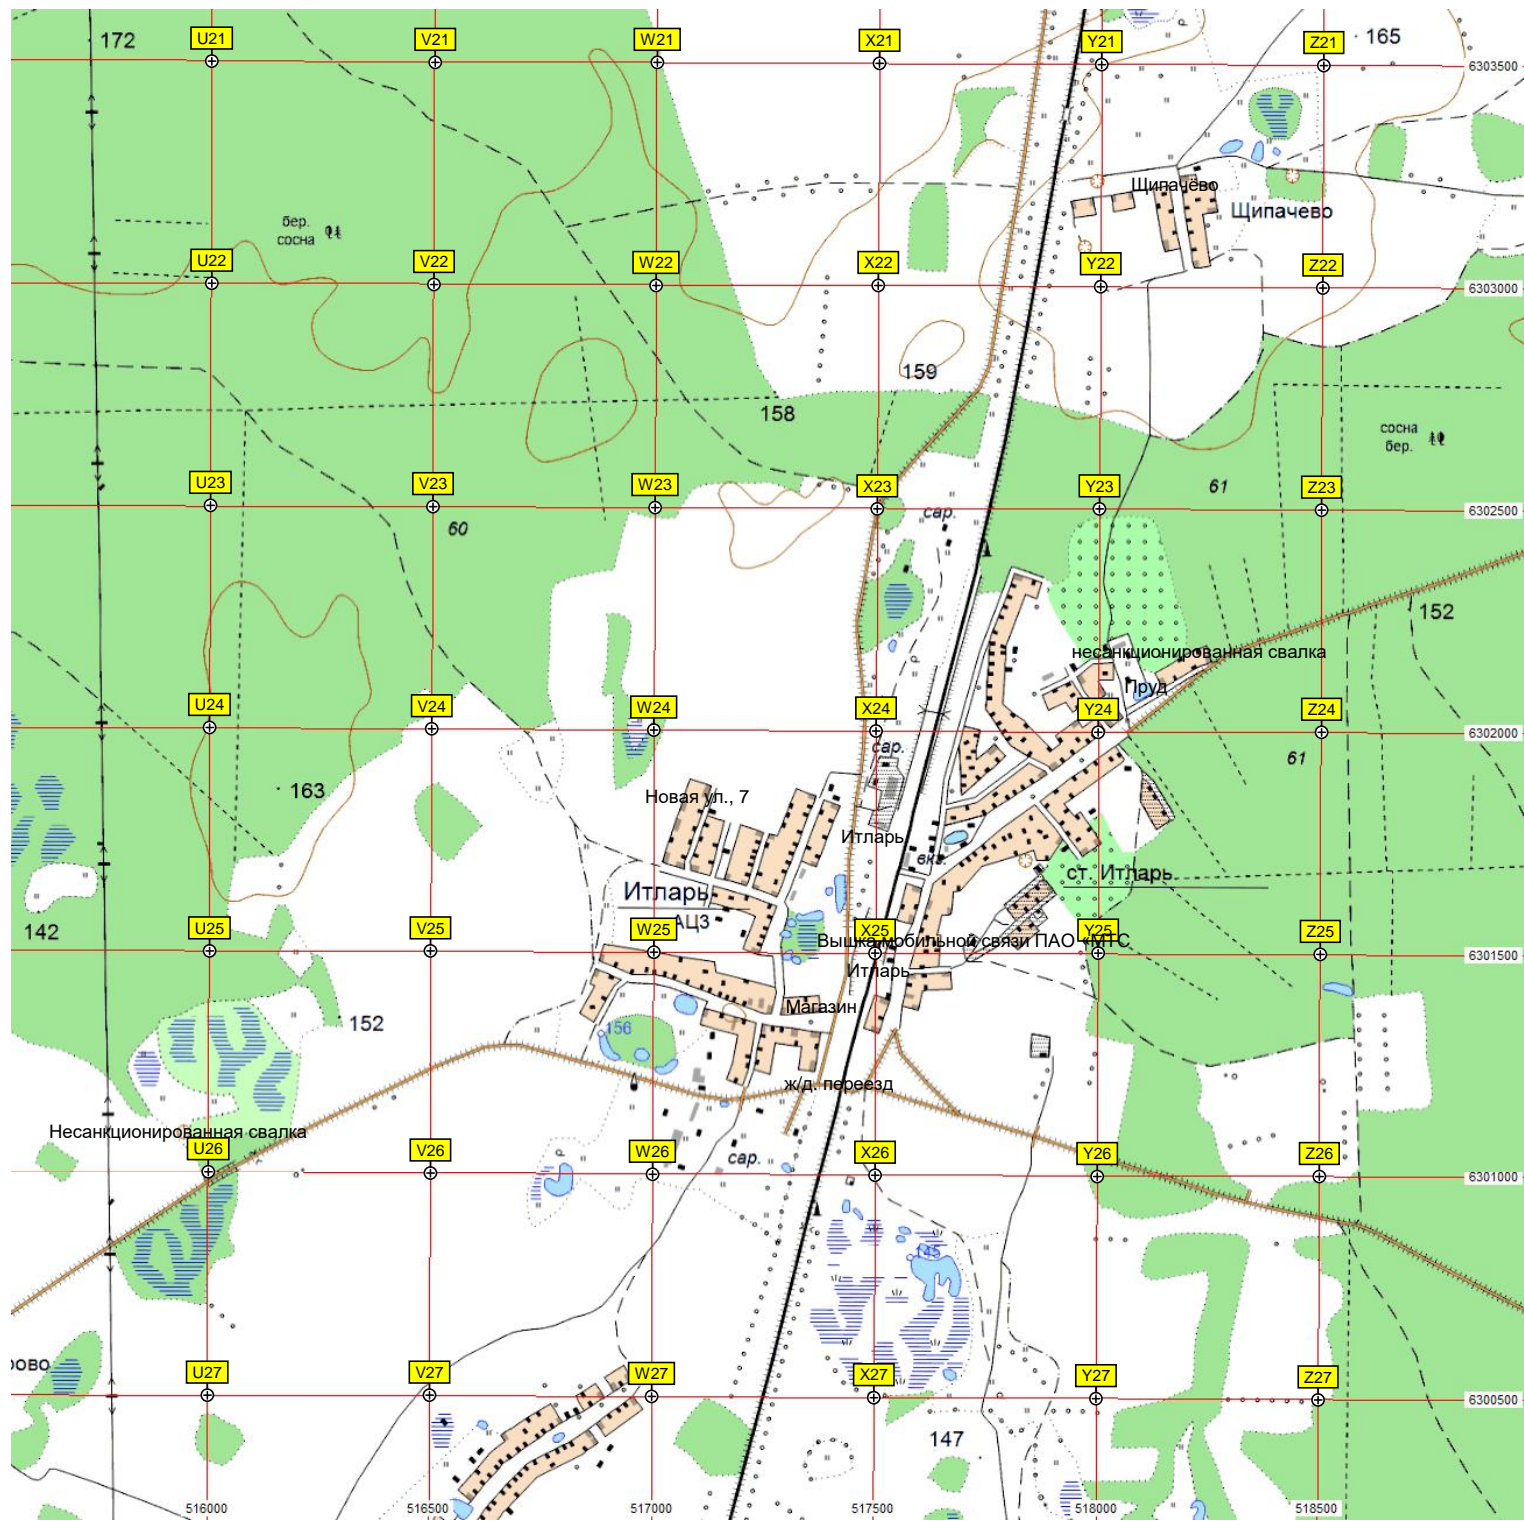 172
U21
V21
W21
X21
Y21
Z21
165
6303500
Щипачёво
Щипачево
бер.
сосна
U22
V22
W22
X22
Y22
Z22
6303000
159
158
сосна
бер.
U23
V23
W23
X23
Y23
61
Z23
6302500
60
сар.
152
несанкционированная свалка
Пруд
U24
V24
W24
X24
Y24
Z24
6302000
сар.
61
163
Новая ул., 7
Итларь
вкз.
ст. Итларь
Итларь
АЦЗ
142
U25
V25
W25
X25
Y25
Z25
Вышка мобильной связи ПАО «МТС
6301500
Итларь
Магазин
152
156
ж/д. переезд
Несанкционированная свалка
U26
V26
W26
X26
Y26
Z26
6301000
сар.
145
рово
U27
V27
W27
X27
Y27
Z27
6300500
147
516000
516500
517000
517500
518000
518500